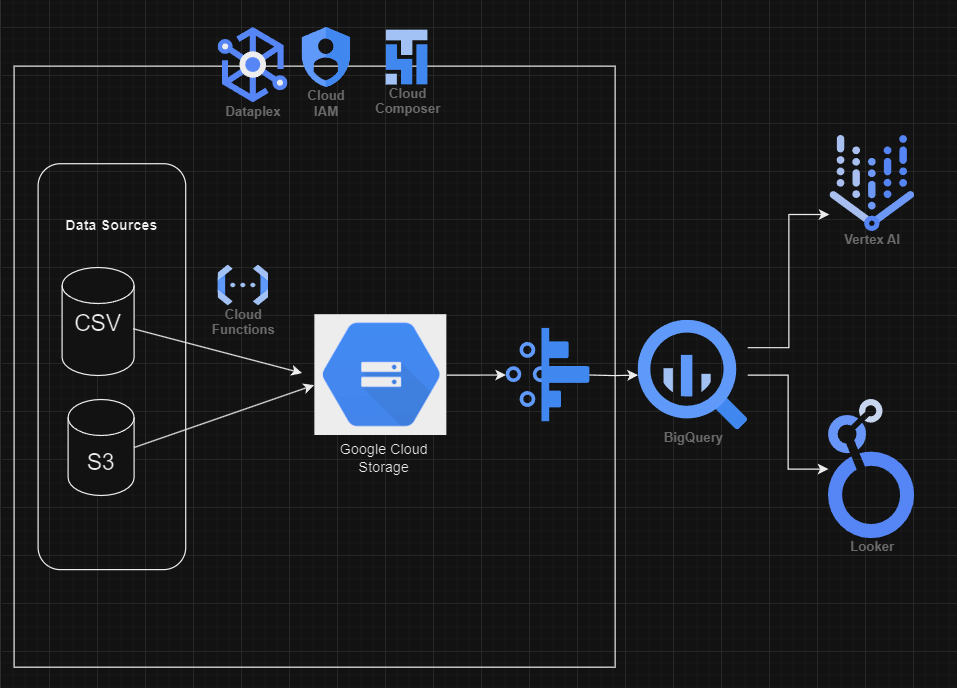 Dataplex
Cloud
IAM
Cloud
Composer
Data Sources
CSV
S3
Cloud
Functions
Google Cloud
Storage
BigQuery
Vertex AI
Looker